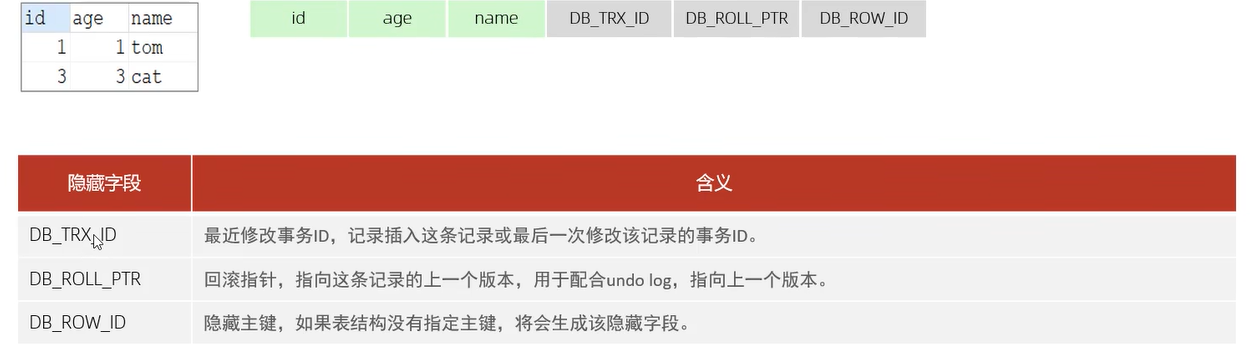 id age name
1 1 tom
3 3 cat
id age name DB_TRX_ID DB_ROLL_PTR DB_ROW_ID
隐藏字段 含义
DB_TRX_ID 最近修改事务ID，记录插入这条记录或最后一次修改该记录的事务ID。
DB_ROLL_PTR 回滚指针，指向这条记录的上一个版本，用于配合undo log，指向上一个版本。
DB_ROW_ID 隐藏主键，如果表结构没有指定主键，将会生成该隐藏字段。